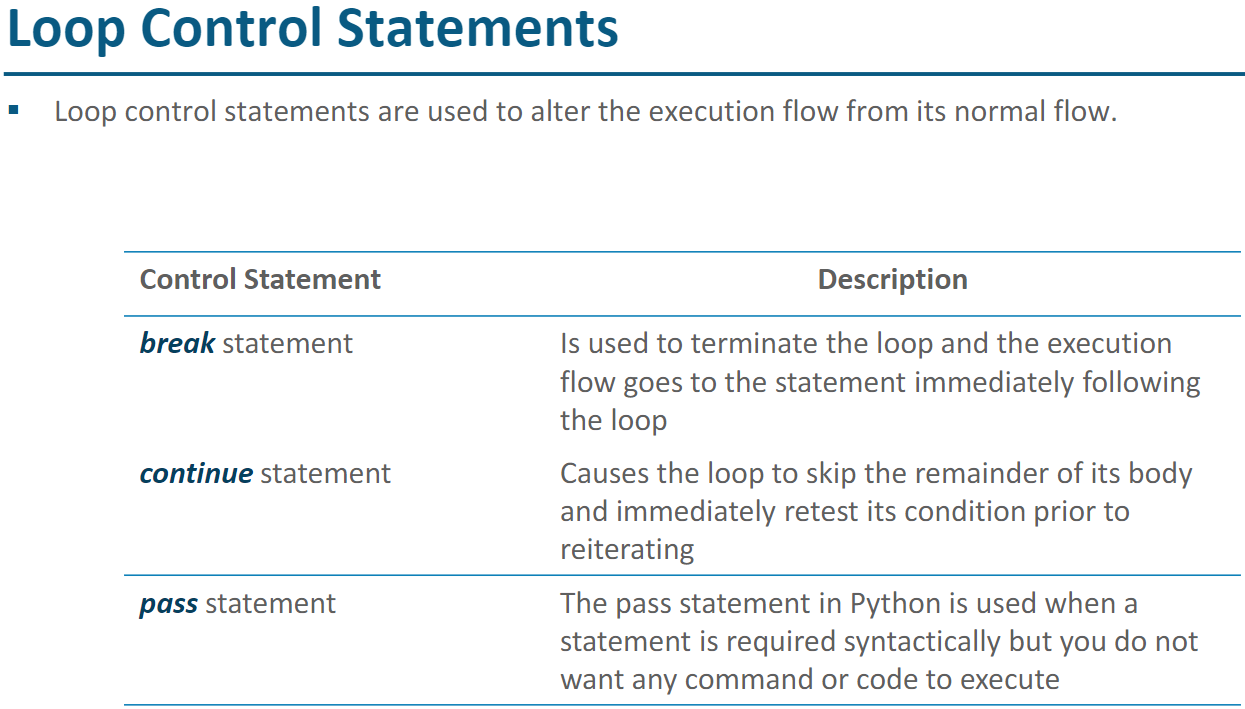 Loop Control Statements
Loop control statements are used to alter the execution flow from its normal flow.
Control Statement Description
break statement Is used to terminate the loop and the execution
flow goes to the statement immediately following
the loop
continue statement Causes the loop to skip the remainder of its body
and immediately retest its condition prior to
reiterating
pass statement The pass statement in Python is used when a
statement is required syntactically but you do not
want any command or code to execute